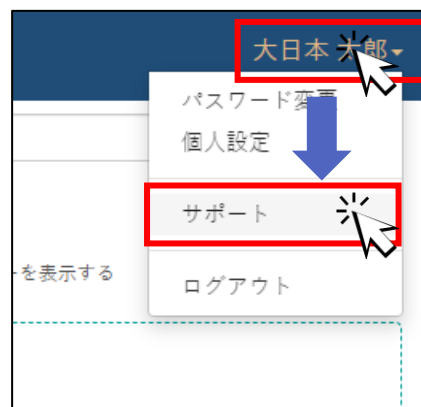 大日本 太郎
パスワード変更
個人設定
サポート
を表示する
ログアウト